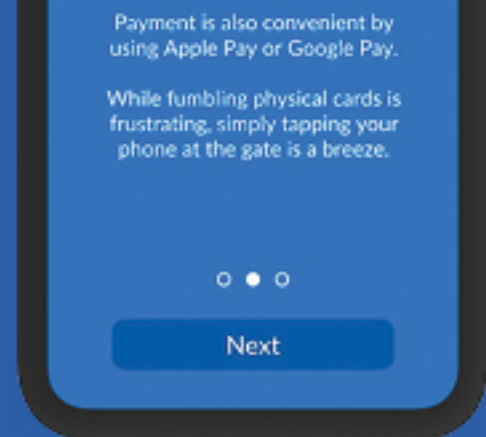 Payment is also convenient by
using Apple Pay or Google Pay.
While fumbling physical cards is
frustrating, simply tapping your
phone at the gate is a breeze.
Next